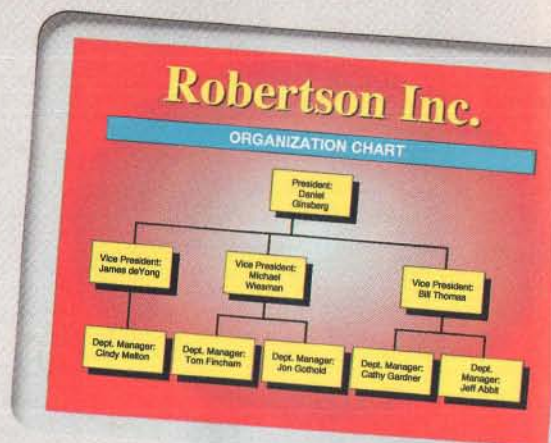 Robertson Inc.
ORGANIZATION CHART
President:
Daniel
Ginsberg
Vice President:
James deYong
Vice President:
Michael
Wiesman
Vice President:
Bill Thomas
Dept. Manager:
Cindy Melton
Dept. Manager:
Tom Fincham
Dept. Manager:
Jon Gothold
Dept. Manager:
Cathy Gardner
Dept.
Manager:
Jeff Abbit